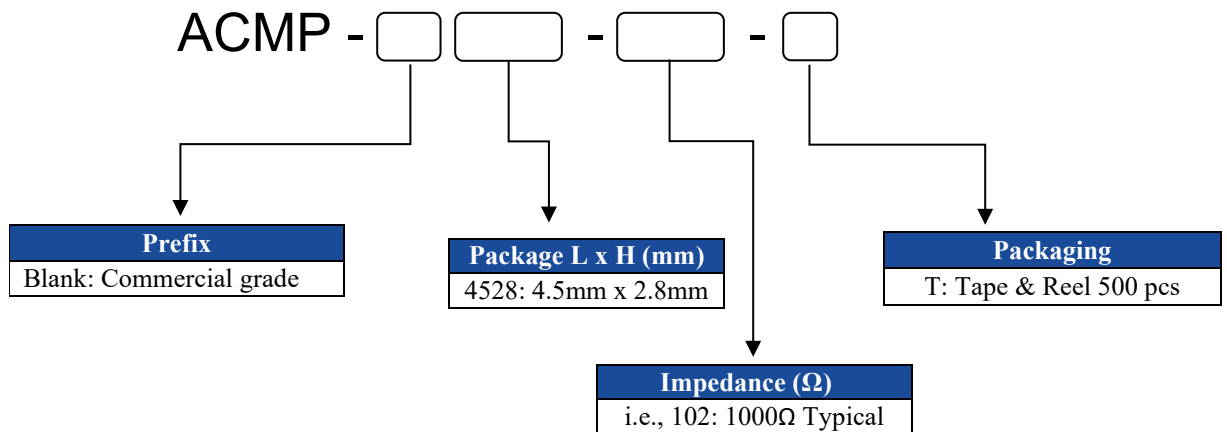 ACMP - -  -
Prefix
Blank: Commercial grade
Package L x H (mm)
4528: 4.5mm x 2.8mm
Packaging
T: Tape & Reel 500 pcs
Impedance (Ω)
i.e., 102: 1000Ω Typical